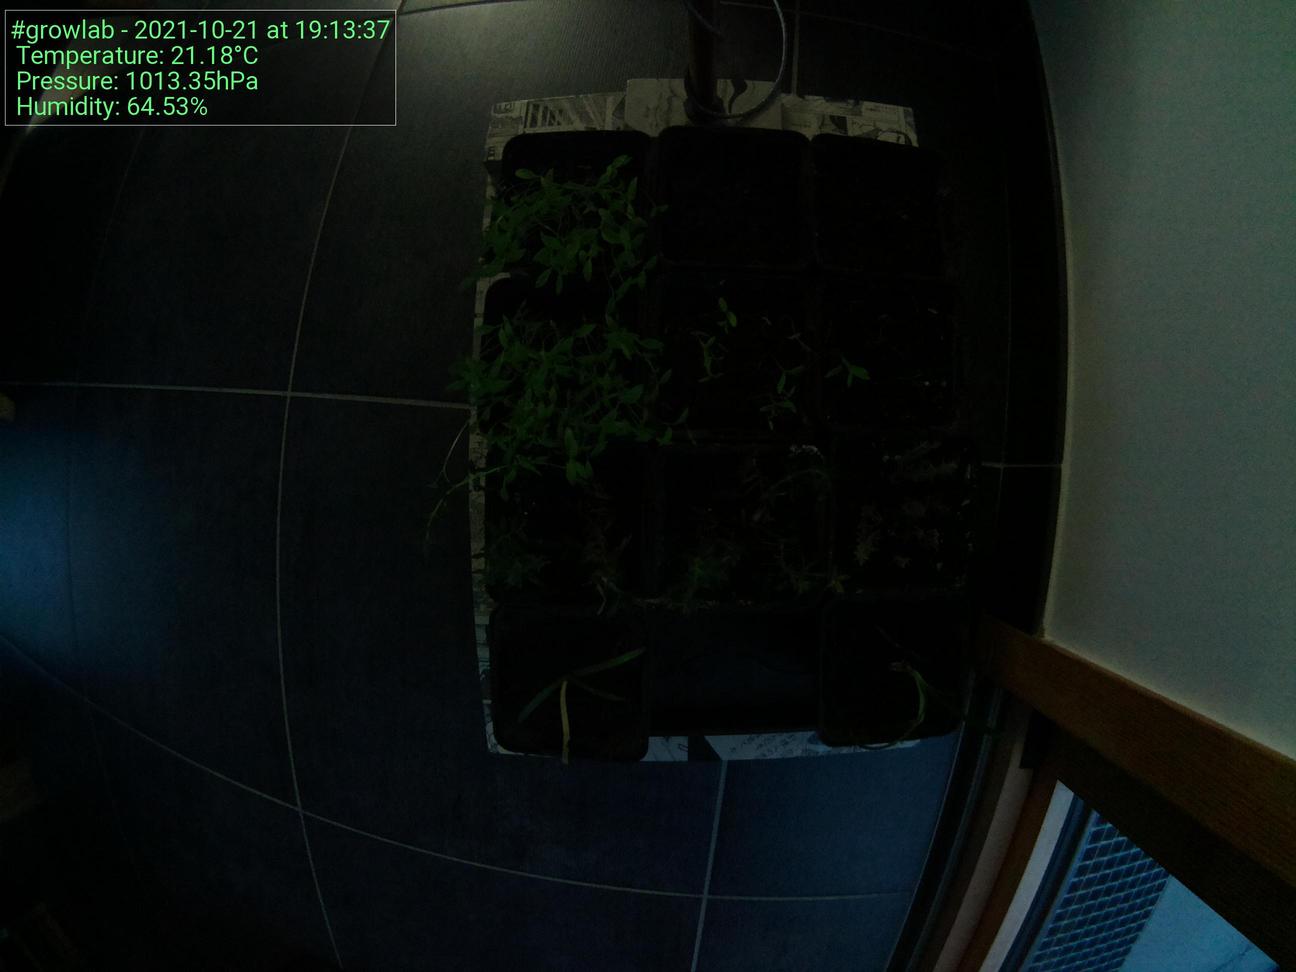 #growlab - 2021-10-21 at 19:13:37
Temperature: 21.18°C
Pressure: 1013.35hPa
Humidity: 64.53%